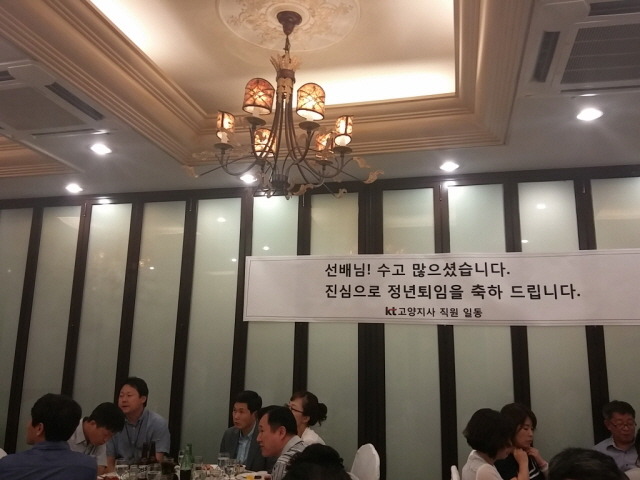 선배님! 수고 많으셨습니다.
진심으로 정년퇴임을 축하 드립니다.
kt고양지사 직원 일동